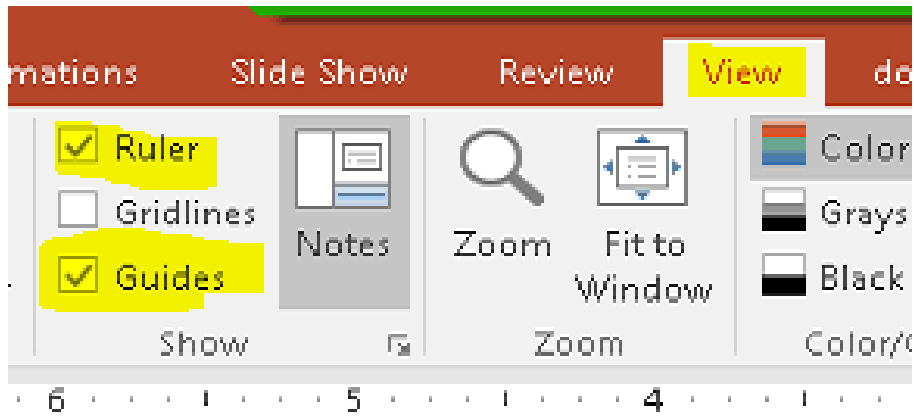 mations Slide Show Review View do
Ruler
Gridlines
Guides
Notes
Zoom
Fit to
Window
Color
Grays
Black
Show Zoom Color/
6 5 4